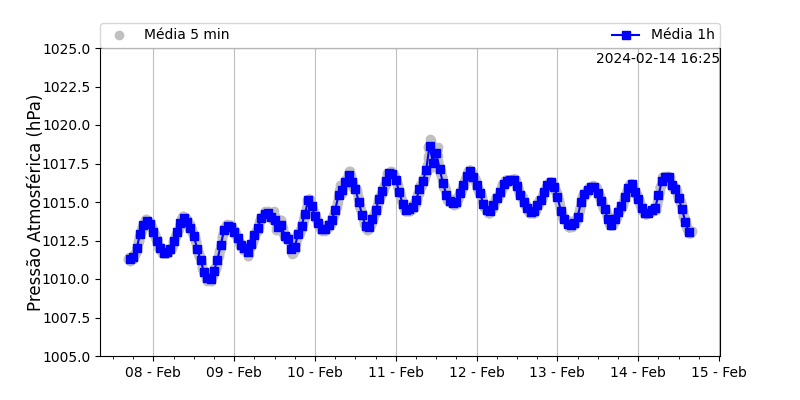 Média 5 min
Média 1h
2024-02-14 16:25
Pressão Atmosférica (hPa)
1025.0
1022.5
1020.0
1017.5
1015.0
1012.5
1010.0
1007.5
1005.0
08 - Feb
09 - Feb
10 - Feb
11 - Feb
12 - Feb
13 - Feb
14 - Feb
15 - Feb